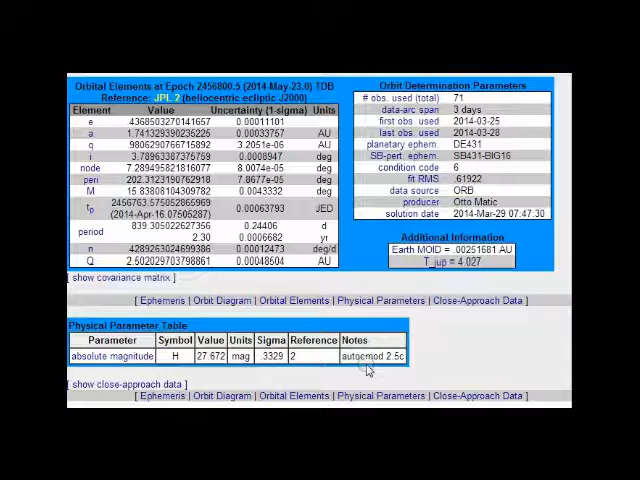 Orbital Elements at Epoch 2456800.5 (2014-May-23.0) TDB
Reference: JPL 2 (heliocentric ecliptic J2000)
Element Value Uncertainty (1-sigma) Units
e .4368503270141657 0.0001101
a 1.741329390236225 0.00033757 AU
q .9806290766715892 3.2051e-06 AU
i 3.78963387375759 0.0008947 deg
node 7.289495821816077 8.0074e-05 deg
peri 202.3123190762918 7.8677e-05 deg
M 15.83808104309782 0.0043332 deg
tp 2456763.575052865969
(2014-Apr-16.07505287) 0.00063793 JED
period 839.305022627356 0.24406 d
2.30 0.0006682 yr
n .4289263024699386 0.00012473 deg/d
Q 2.502029703798861 0.00048504 AU
[ show covariance matrix ]
Orbit Determination Parameters
# obs. used (total) 71
data-arc span 3 days
first obs. used 2014-03-25
last obs. used 2014-03-28
planetary ephem. DE431
SB-pert. ephem. SB431-BIG16
condition code 6
fit RMS .61922
data source ORB
producer Otto Matic
solution date 2014-Mar-29 07:47:30
Additional Information
Earth MOID = .00251681 AU
T_jup = 4.027
[ Ephemeris | Orbit Diagram | Orbital Elements | Physical Parameters | Close-Approach Data ]
Physical Parameter Table
Parameter Symbol Value Units Sigma Reference Notes
absolute magnitude H 27.672 mag .3329 2 autocmod 2.5c
[ show close-approach data ]
[ Ephemeris | Orbit Diagram | Orbital Elements | Physical Parameters | Close-Approach Data ]